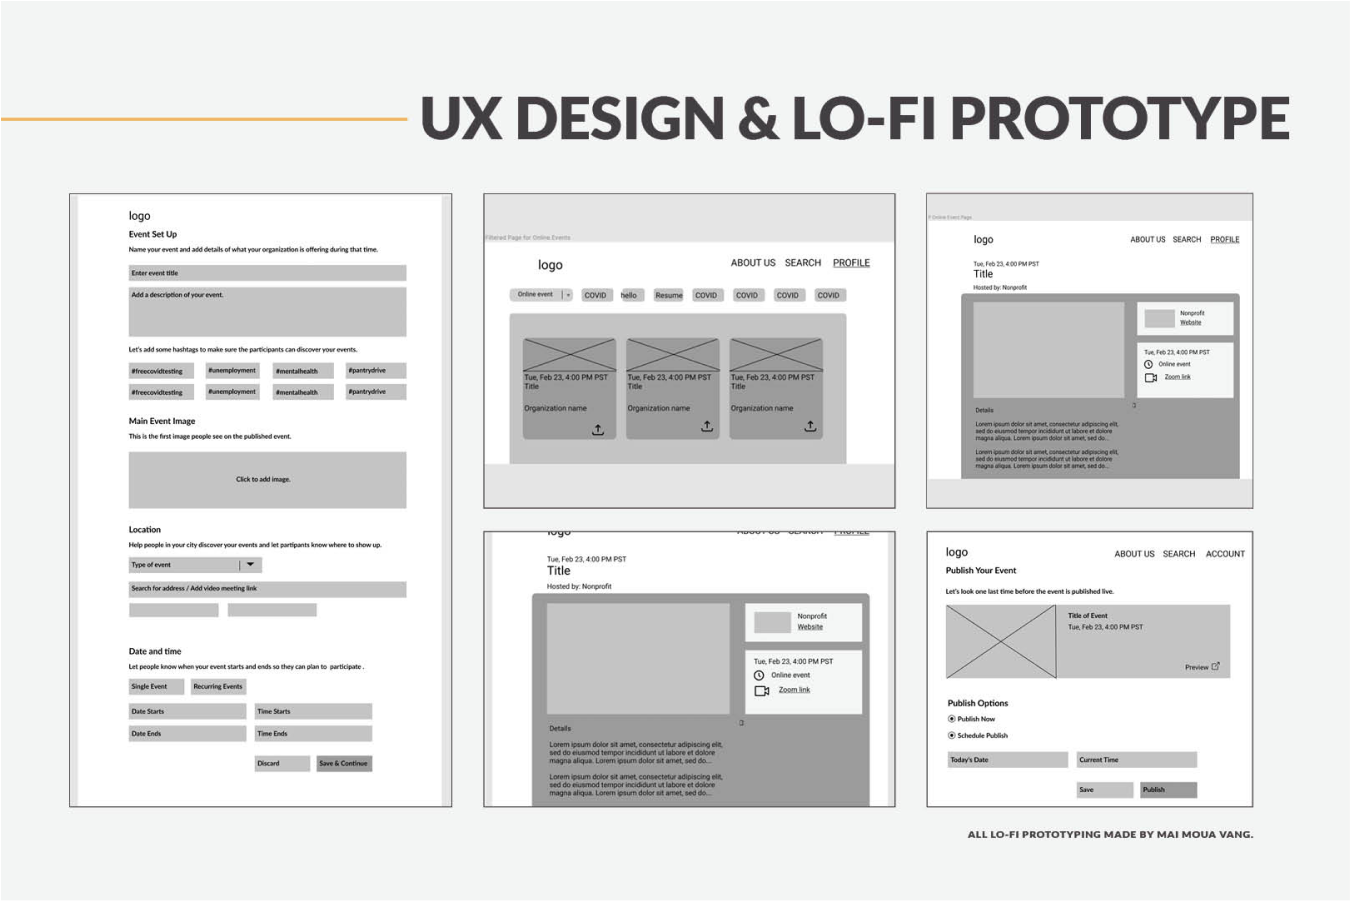 UX DESIGN & LO-FI PROTOTYPE
logo
Event Set Up
Name your event and add details of what your organization is offering during that time.
Enter event title
Add a description of your event.
Let's add some hashtags to make sure the participants can discover your events.
#freecovidtesting #unemployment #mentalhealth #pantrydrive
#freecovidtesting #unemployment #mentalhealth #pantrydrive
Main Event Image
This is the first image people see on the published event.
Click to add image.
Location
Help people in your city discover your events and let partipants know where to show up.
Type of event
Search for address / Add video meeting link
Date and time
Let people know when your event starts and ends so they can plan to participate .
Single Event Recurring Events
Date Starts Time Starts
Date Ends Time Ends
Discard Save & Continue
Filtered Page for Online Events
logo ABOUT US SEARCH PROFILE
Online event COVID hello Resume COVID COVID COVID COVID
Tue, Feb 23, 4:00 PM PST Tue, Feb 23, 4:00 PM PST Tue, Feb 23, 4:00 PM PST
Title Title Title
Organization name Organization name Organization name
Online Event Page
logo ABOUT US SEARCH PROFILE
Tue, Feb 23, 4:00 PM PST
Title
Hosted by: Nonprofit
Nonprofit
Website
Tue, Feb 23, 4:00 PM PST
Online event
Zoom link
Details
Lorem ipsum dolor sit amet, consectetur adipiscing elit,
sed do eiusmod tempor incididunt ut labore et dolore
magna aliqua. Lorem ipsum dolor sit amet, sed do...
Lorem ipsum dolor sit amet, consectetur adipiscing elit,
sed do eiusmod tempor incididunt ut labore et dolore
magna aliqua. Lorem ipsum dolor sit amet, sed do...
logo ABOUT US SEARCH PROFILE
Tue, Feb 23, 4:00 PM PST
Title
Hosted by: Nonprofit
Nonprofit
Website
Tue, Feb 23, 4:00 PM PST
Online event
Zoom link
Details
Lorem ipsum dolor sit amet, consectetur adipiscing elit,
sed do eiusmod tempor incididunt ut labore et dolore
magna aliqua. Lorem ipsum dolor sit amet, sed do...
Lorem ipsum dolor sit amet, consectetur adipiscing elit,
sed do eiusmod tempor incididunt ut labore et dolore
magna aliqua. Lorem ipsum dolor sit amet, sed do...
logo ABOUT US SEARCH ACCOUNT
Publish Your Event
Let's look one last time before the event is published live.
Title of Event
Tue, Feb 23, 4:00 PM PST
Preview
Publish Options
Publish Now
Schedule Publish
Today's Date Current Time
Save Publish
ALL LO-FI PROTOTYPING MADE BY MAI MOUA VANG.